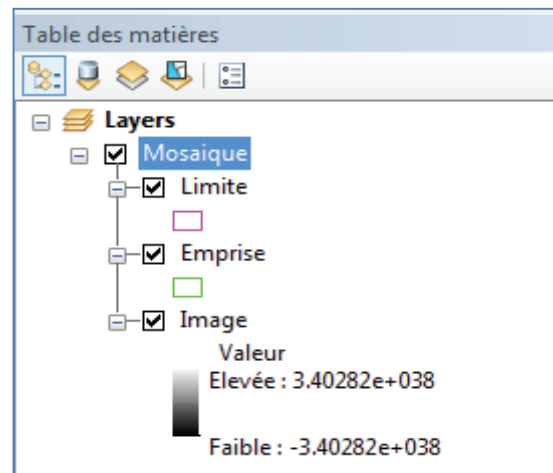 Table des matières
Layers
Mosaique
Limite
Emprise
Image
Valeur
Elevée : 3.40282e+038
Faible : -3.40282e+038